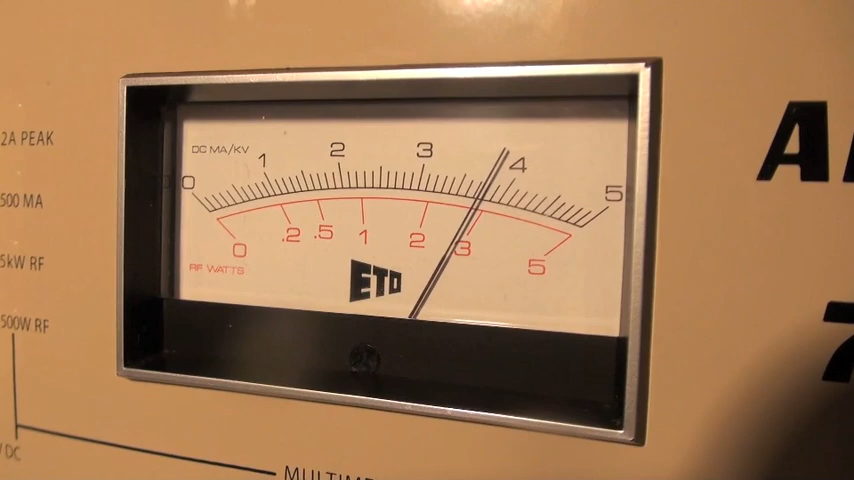 2A PEAK
500 MA
5kW RF
500W RF
DC
MULTIM
DC MA/KV
0 1 2 3 4 5
0 .2 .5 1 2 3 5
RF WATTS
ETO
A
7